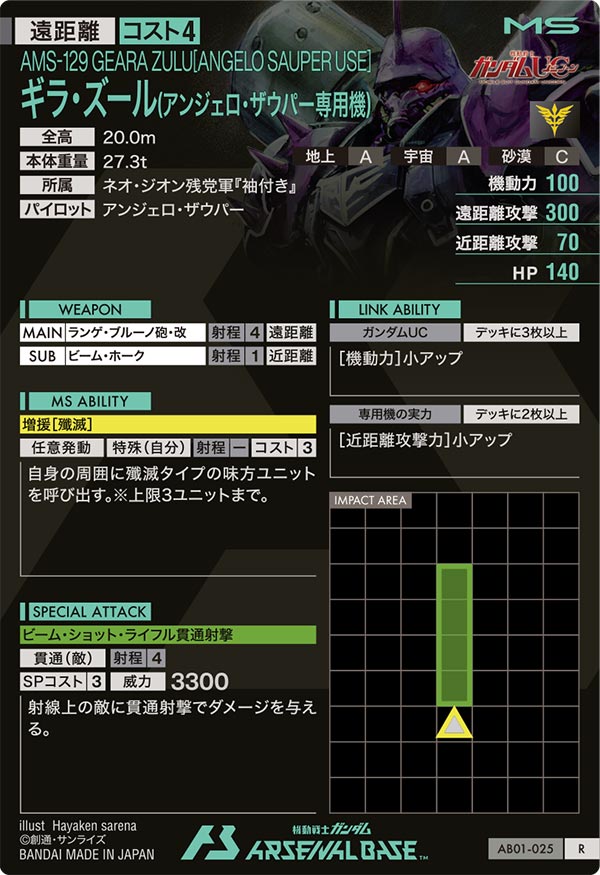 遠距離 コスト4 MS
AMS-129 GEARA ZULU[ANGELO SAUPER USE]
ギラ・ズール(アンジェロ・ザウパー専用機)
機動戦士ガンダムUC
全高 20.0m
本体重量 27.3t
所属 ネオ・ジオン残党軍『袖付き』
パイロット アンジェロ・ザウパー
地上 A 宇宙 A 砂漠 C
機動力 100
遠距離攻撃 300
近距離攻撃 70
HP 140
WEAPON
MAIN ランゲ・ブルーノ砲・改 射程 4 遠距離
SUB ビーム・ホーク 射程 1 近距離
MS ABILITY
増援[殲滅]
任意発動 特殊(自分) 射程 ー コスト 3
自身の周囲に殲滅タイプの味方ユニット
を呼び出す。※上限3ユニットまで。
SPECIAL ATTACK
ビーム・ショット・ライフル貫通射撃
貫通(敵) 射程 4
SPコスト 3 威力 3300
射線上の敵に貫通射撃でダメージを与え
る。
LINK ABILITY
ガンダムUC デッキに3枚以上
[機動力]小アップ
専用機の実力 デッキに2枚以上
[近距離攻撃力]小アップ
IMPACT AREA
illust Hayaken sarena
©創通・サンライズ
BANDAI MADE IN JAPAN
機動戦士ガンダム
ARSENAL BASE™
AB01-025 R